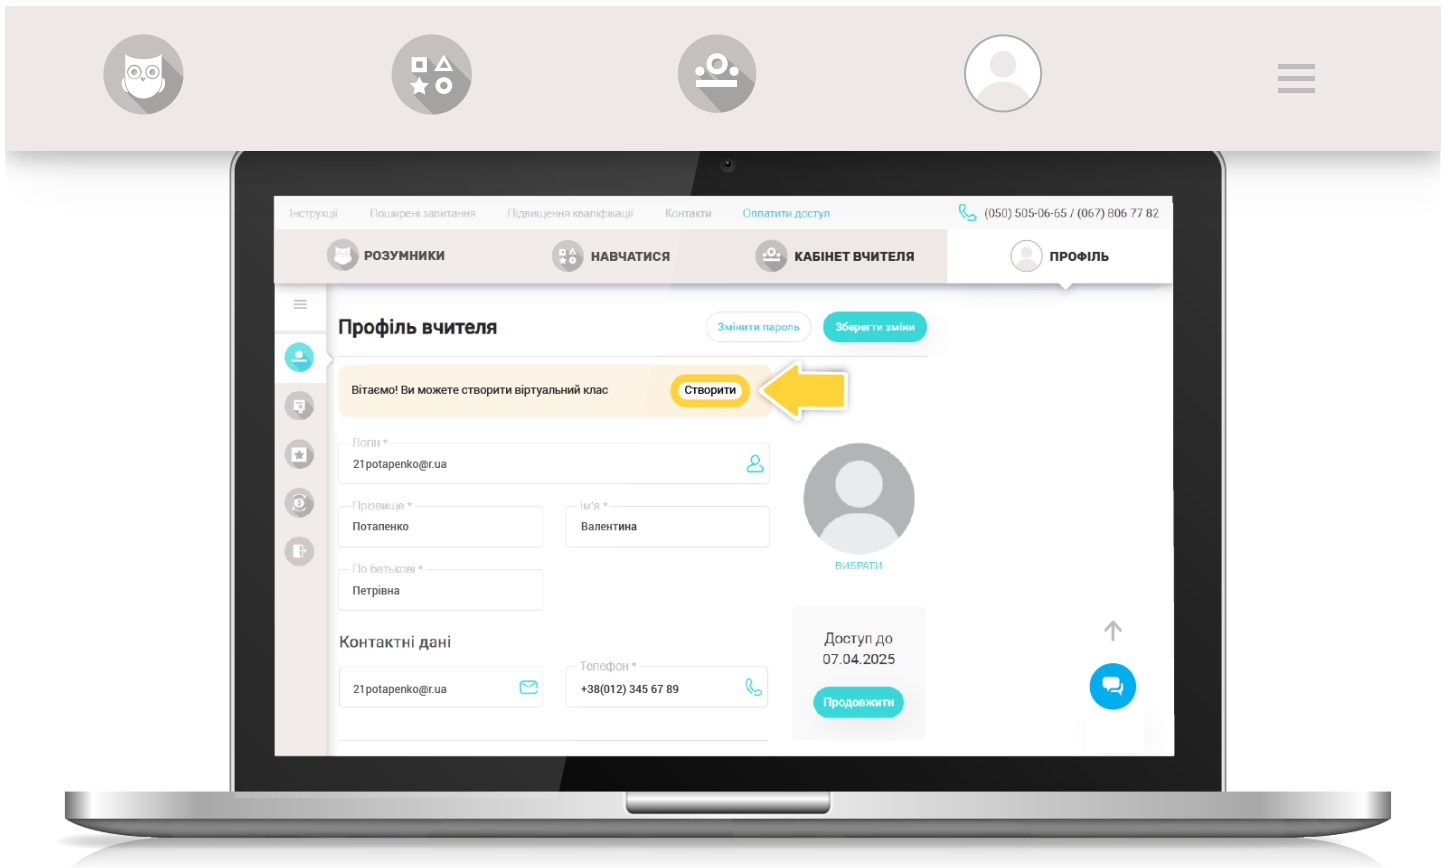 Інструкції Поширені запитання Підвищення кваліфікації Контакти Оплатити доступ (050) 505-06-65 / (067) 806 77 82
РОЗУМНИКИ НАВЧАТИСЯ КАБІНЕТ ВЧИТЕЛЯ ПРОФІЛЬ
Профіль вчителя Змінити пароль Зберегти зміни
Вітаємо! Ви можете створити віртуальний клас Створити
Логін *
21potapenko@r.ua
Прізвище * Ім'я *
Потапенко Валентина
ВИБРАТИ
По батькові *
Петрівна
Контактні дані
Доступ до
07.04.2025
Телефон *
21potapenko@r.ua +38(012) 345 67 89
Продовжити